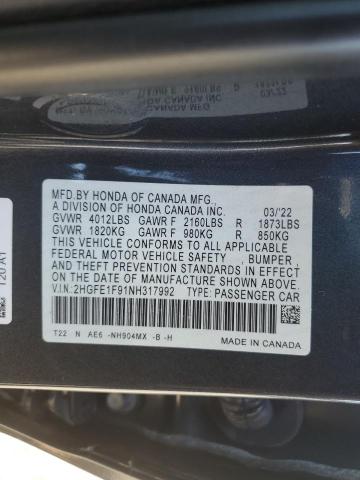 MFD.BY HONDA OF CANADA MFG.,
A DIVISION OF HONDA CANADA INC. 03/'22
GVWR 4012LBS GAWR F 2160LBS R 1873LBS
GVWR 1820KG GAWR F 980KG R 850KG
THIS VEHICLE CONFORMS TO ALL APPLICABLE
FEDERAL MOTOR VEHICLE SAFETY, BUMPER,
AND THEFT PREVENTION STANDARDS IN EFFECT
ON THE DATE OF MANUFACTURE SHOWN ABOVE.
V.I.N.:2HGFE1F91NH317992 TYPE: PASSENGER CAR
T22 N AE6 -NH904MX -B -H
MADE IN CANADA
120 A1